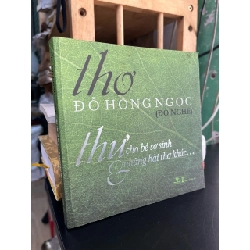 thơ
ĐỖ HỒNG NGỌC
(ĐỖ NGHÊ)
thư cho bé sơ sinh
& những bài thơ khác...